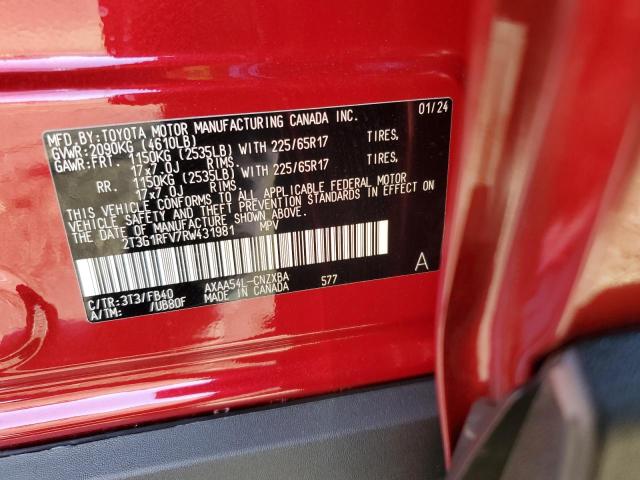 MFD. BY: TOYOTA MOTOR MANUFACTURING CANADA INC. 01/24
GVWR: 2090KG (4610LB)
GAWR: FRT. 1150KG (2535LB) WITH 225/65R17 TIRES,
17x7.0J RIMS.
RR. 1150KG (2535LB) WITH 225/65R17 TIRES,
17x7.0J RIMS.
THIS VEHICLE CONFORMS TO ALL APPLICABLE FEDERAL MOTOR
VEHICLE SAFETY AND THEFT PREVENTION STANDARDS IN EFFECT ON
THE DATE OF MANUFACTURE SHOWN ABOVE.
2T3G1RFV7RW431981 MPV
C/TR: 3T3/FB40 AXAA54L-CNZXBA 577 A
A/TM: /UB80F MADE IN CANADA